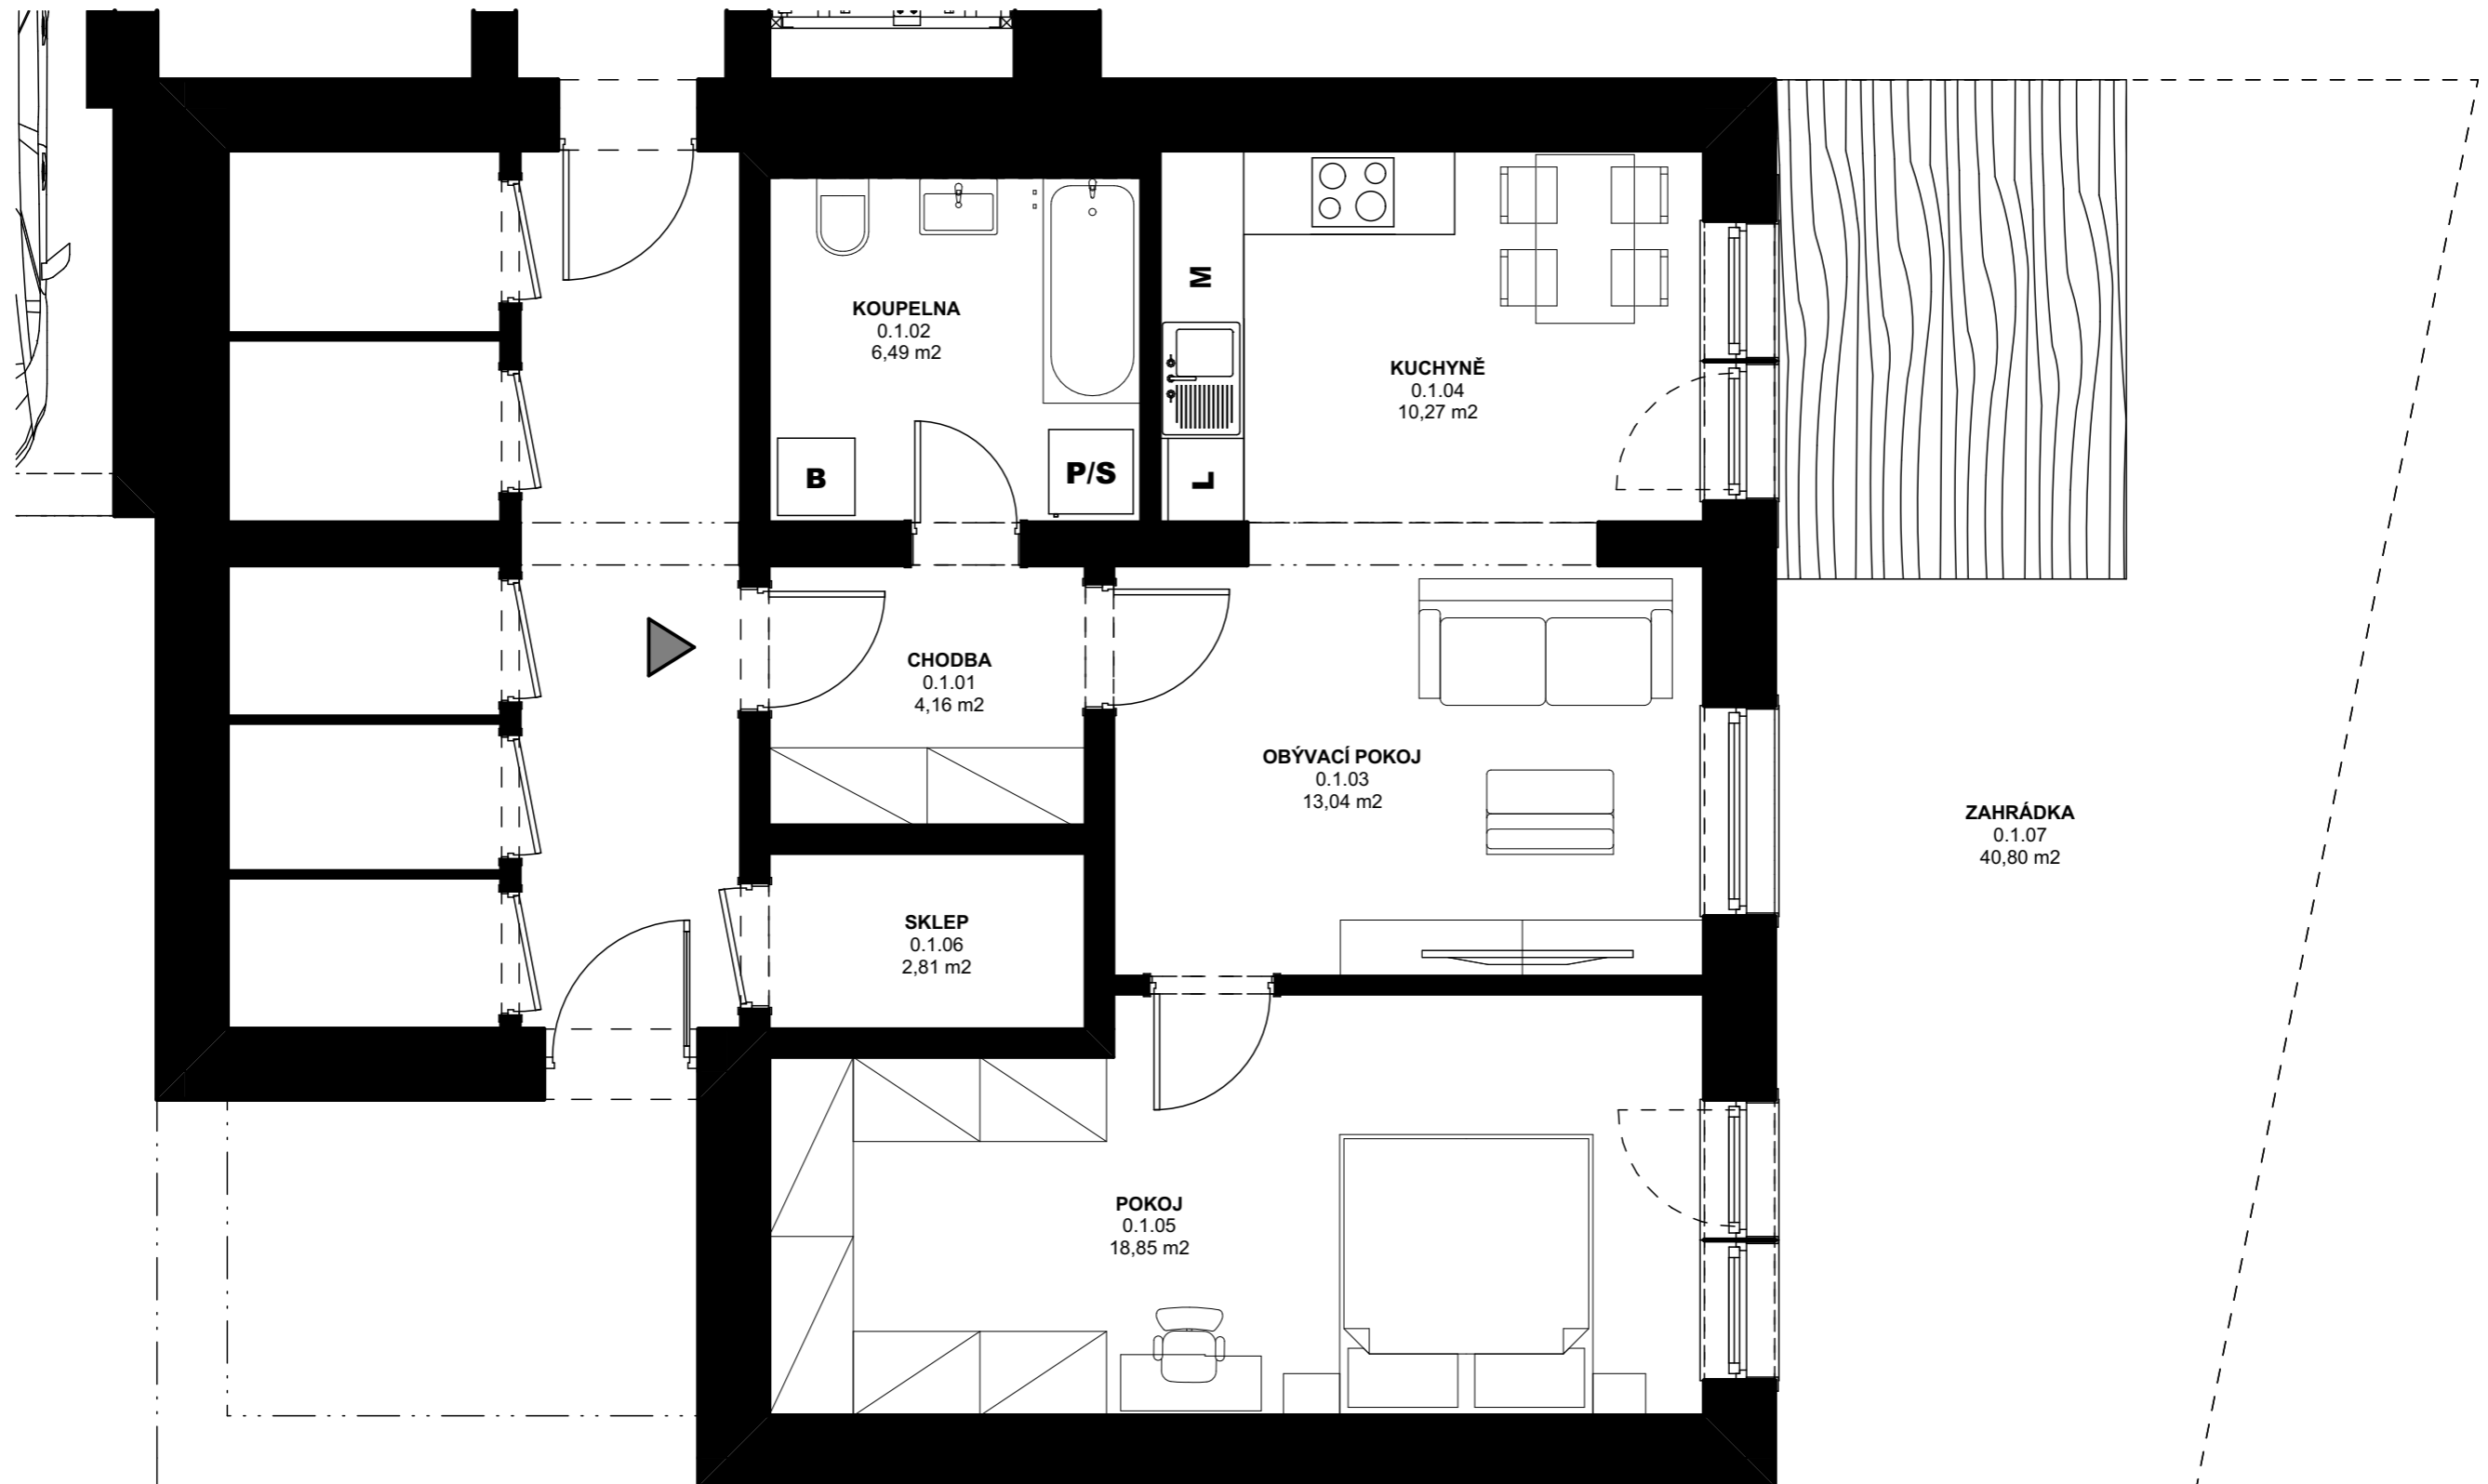 KOUPELNA
0.1.02
6,49 m2
M
KUCHYNĚ
0.1.04
10,27 m2
B
P/S
L
CHODBA
0.1.01
4,16 m2
OBÝVACÍ POKOJ
0.1.03
13,04 m2
ZAHRÁDKA
0.1.07
40,80 m2
SKLEP
0.1.06
2,81 m2
POKOJ
0.1.05
18,85 m2